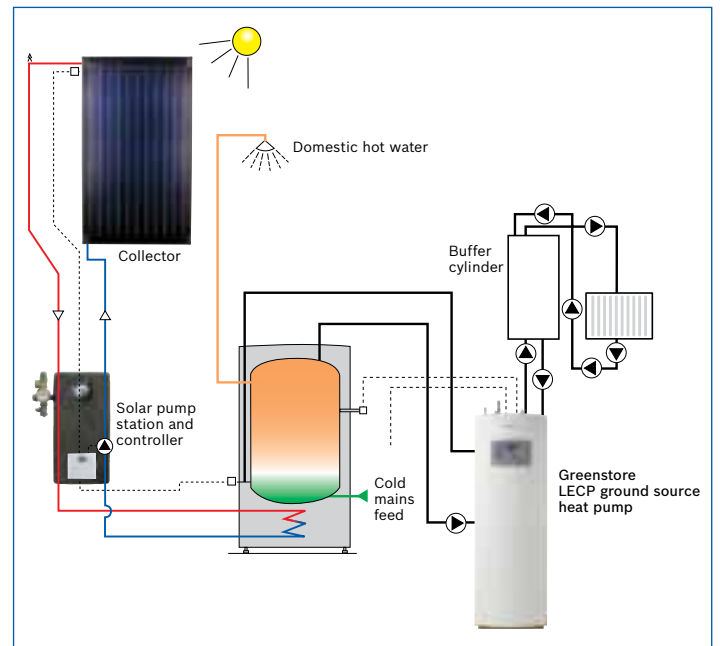 Domestic hot water
Collector
Buffer
cylinder
Solar pump
station and
controller
Cold
mains
feed
Greenstore
LECP ground source
heat pump